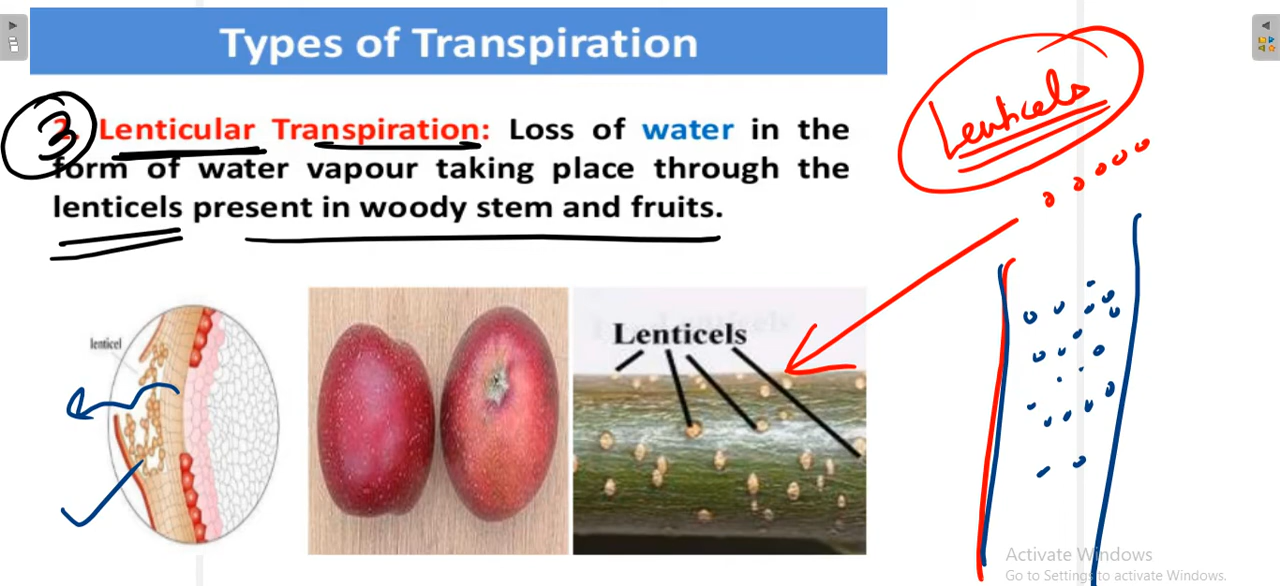 Types of Transpiration
3 Lenticular Transpiration: Loss of water in the
form of water vapour taking place through the
lenticels present in woody stem and fruits.
Lenticels
lenticel
Lenticels
Activate Windows
Go to Settings to activate Windows.